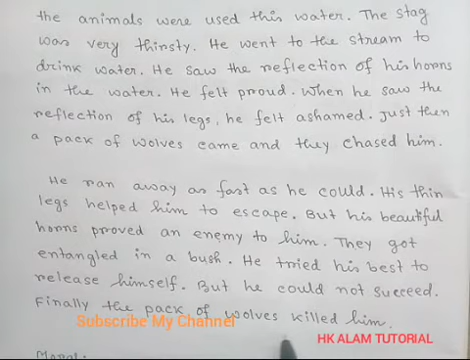 the animals were used this water. The stag
was very thirsty. He went to the stream to
drink water. He saw the reflection of his horns
in the water. He felt proud. When he saw the
reflection of his legs, he felt ashamed. Just then
a pack of wolves came and they chased him.
He ran away as fast as he could. His thin
legs helped him to escape. But his beautiful
horns proved an enemy to him. They got
entangled in a bush. He tried his best to
release himself. But he could not succeed.
Finally the pack of wolves killed him.
Subscribe My Channel
HK ALAM TUTORIAL
Moral: